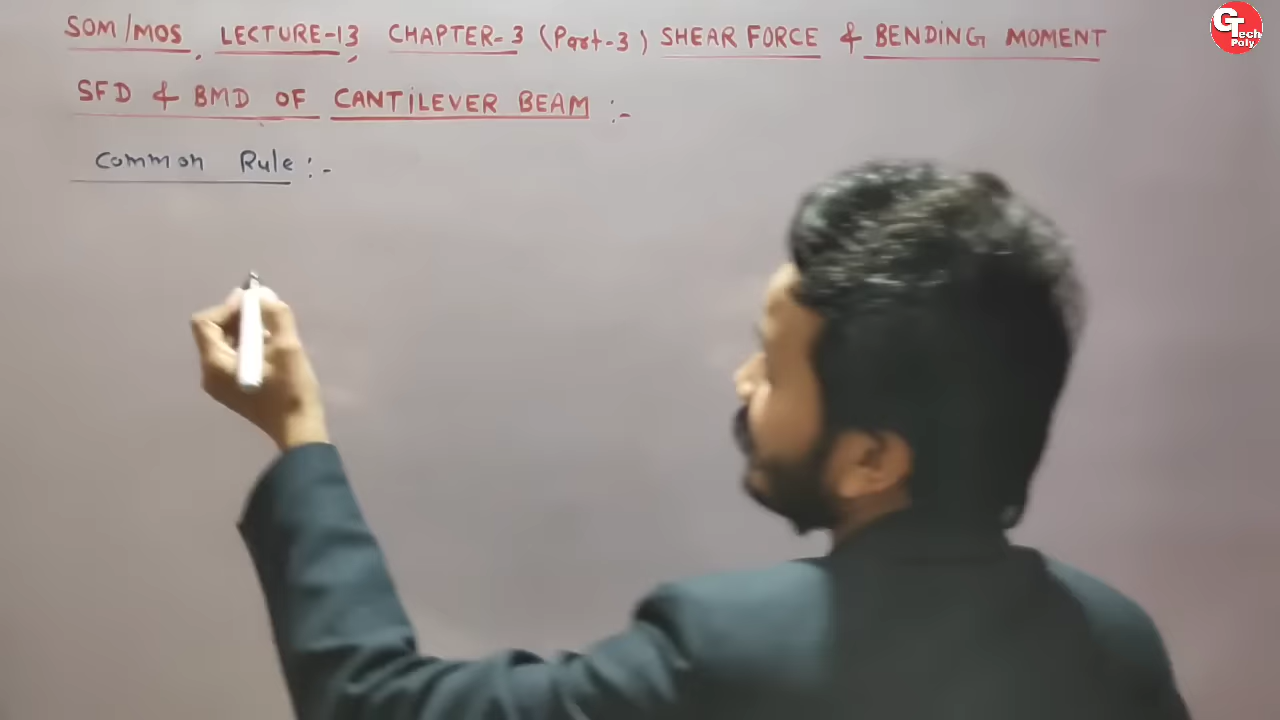 SOM/MOS, LECTURE-13, CHAPTER-3 (Part-3) SHEAR FORCE & BENDING MOMENT
SFD & BMD OF CANTILEVER BEAM :-
Common Rule :-
GTech
Poly